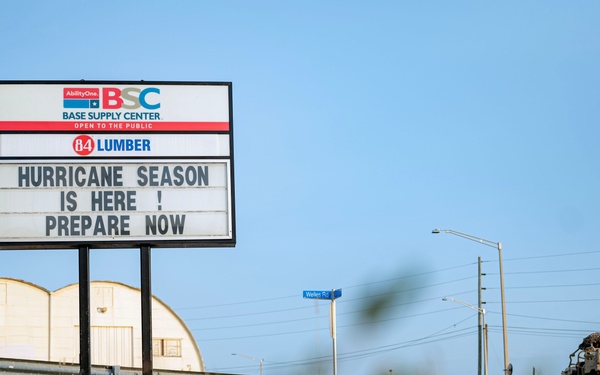 AbilityOne.
BSC
BASE SUPPLY CENTER
OPEN TO THE PUBLIC
84 LUMBER
HURRICANE SEASON
IS HERE !
PREPARE NOW